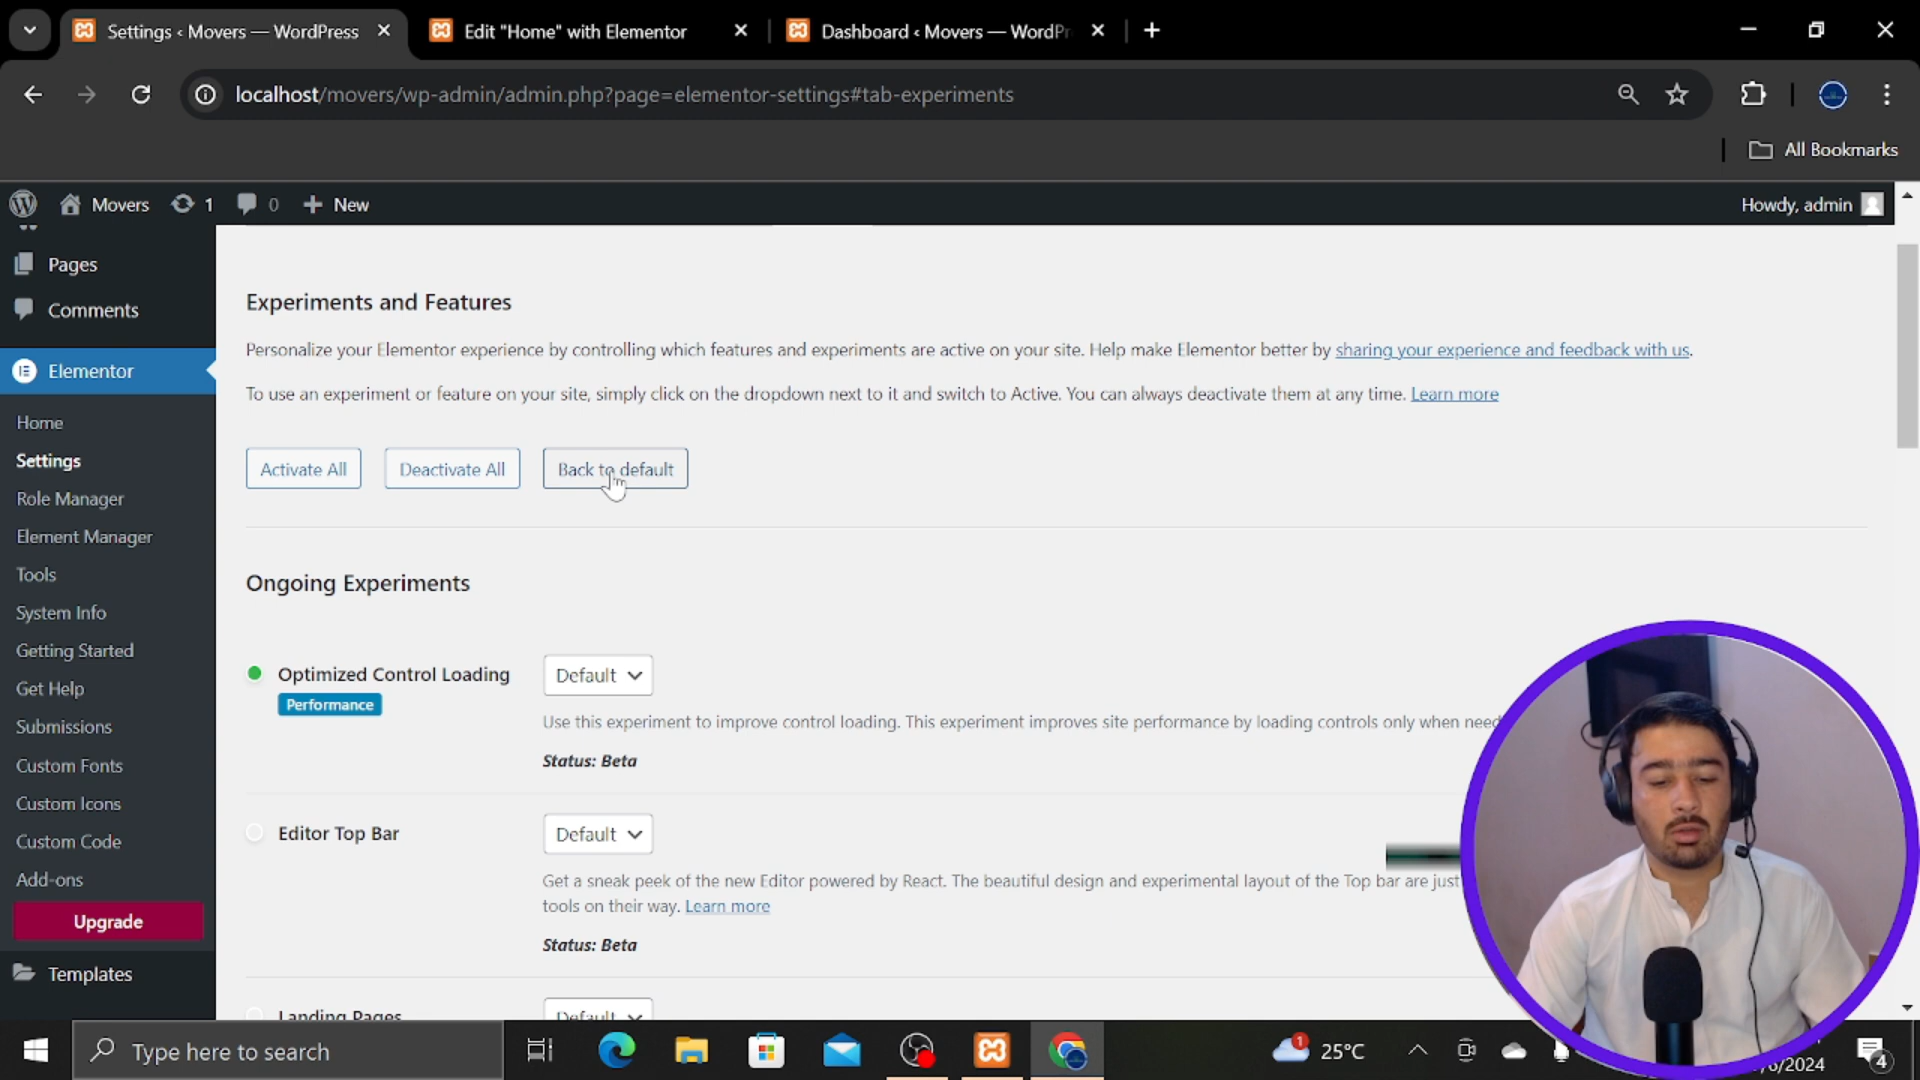 Settings ‹ Movers — WordPress
Edit "Home" with Elementor
Dashboard ‹ Movers — WordPr
localhost/movers/wp-admin/admin.php?page=elementor-settings#tab-experiments
All Bookmarks
Movers
1
0
New
Howdy, admin
Pages
Comments
Elementor
Home
Settings
Role Manager
Element Manager
Tools
System Info
Getting Started
Get Help
Submissions
Custom Fonts
Custom Icons
Custom Code
Add-ons
Upgrade
Templates
Experiments and Features
Personalize your Elementor experience by controlling which features and experiments are active on your site. Help make Elementor better by sharing your experience and feedback with us.
To use an experiment or feature on your site, simply click on the dropdown next to it and switch to Active. You can always deactivate them at any time. Learn more
Activate All
Deactivate All
Back to default
Ongoing Experiments
Optimized Control Loading
Default
Performance
Use this experiment to improve control loading. This experiment improves site performance by loading controls only when need
Status: Beta
Editor Top Bar
Default
Get a sneak peek of the new Editor powered by React. The beautiful design and experimental layout of the Top bar are just
tools on their way. Learn more
Status: Beta
Landing Pages
Default
Type here to search
1
25°C
/6/2024
4